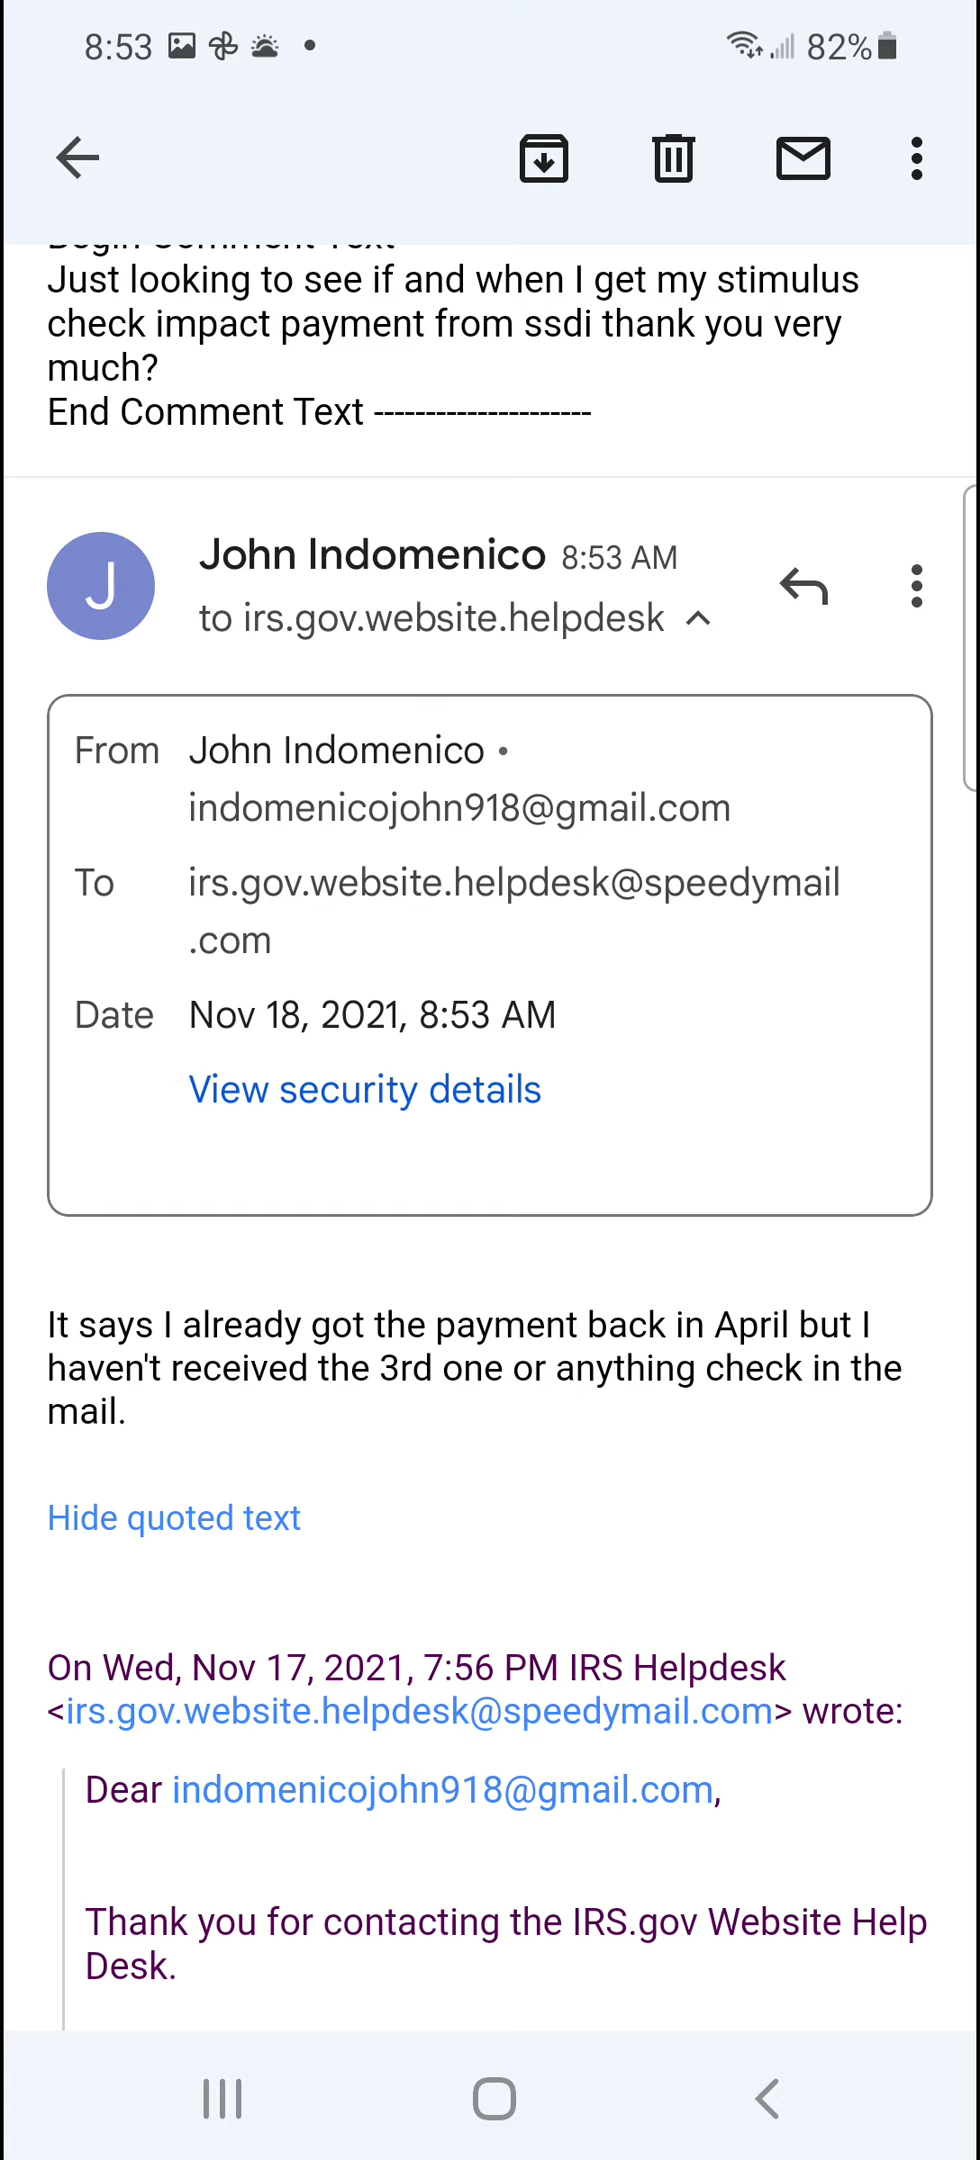 8:53
82%
Begin Comment Text
Just looking to see if and when I get my stimulus
check impact payment from ssdi thank you very
much?
End Comment Text ---------------------
J
John Indomenico 8:53 AM
to irs.gov.website.helpdesk
From John Indomenico •
indomenicojohn918@gmail.com
To irs.gov.website.helpdesk@speedymail
.com
Date Nov 18, 2021, 8:53 AM
View security details
It says I already got the payment back in April but I
haven't received the 3rd one or anything check in the
mail.
Hide quoted text
On Wed, Nov 17, 2021, 7:56 PM IRS Helpdesk
<irs.gov.website.helpdesk@speedymail.com> wrote:
Dear indomenicojohn918@gmail.com,
Thank you for contacting the IRS.gov Website Help
Desk.